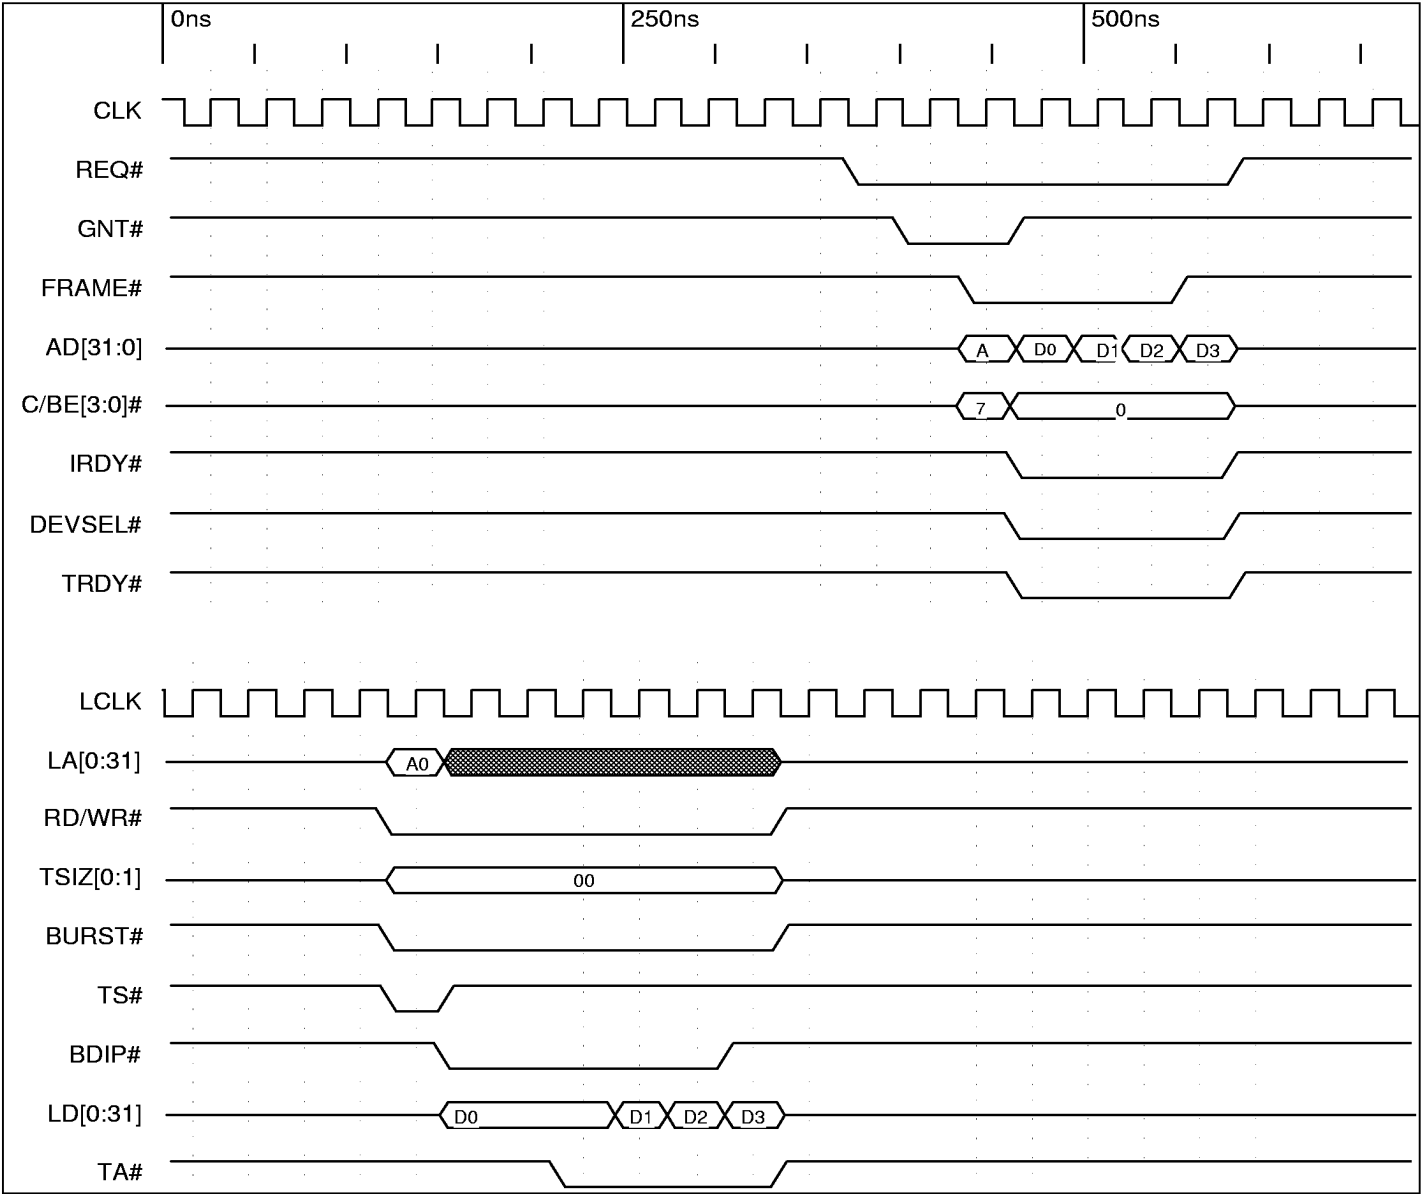 0ns 250ns 500ns
CLK
REQ#
GNT#
FRAME#
AD[31:0] A D0 D1 D2 D3
C/BE[3:0]# 7 0
IRDY#
DEVSEL#
TRDY#
LCLK
LA[0:31] A0
RD/WR#
TSIZ[0:1] 00
BURST#
TS#
BDIP#
LD[0:31] D0 D1 D2 D3
TA#